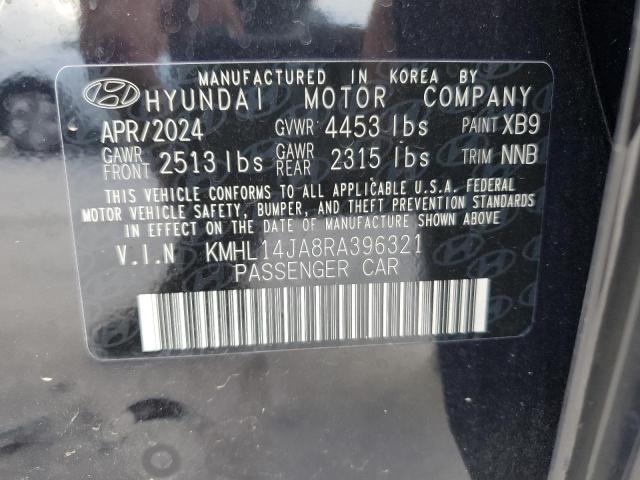 MANUFACTURED IN KOREA BY
HYUNDAI MOTOR COMPANY
APR/2024 GVWR 4453 lbs PAINT XB9
GAWR FRONT 2513 lbs GAWR REAR 2315 lbs TRIM NNB
THIS VEHICLE CONFORMS TO ALL APPLICABLE U.S.A. FEDERAL
MOTOR VEHICLE SAFETY, BUMPER, AND THEFT PREVENTION STANDARDS
IN EFFECT ON THE DATE OF MANUFACTURE SHOWN ABOVE.
V.I.N KMHL14JA8RA396321
PASSENGER CAR